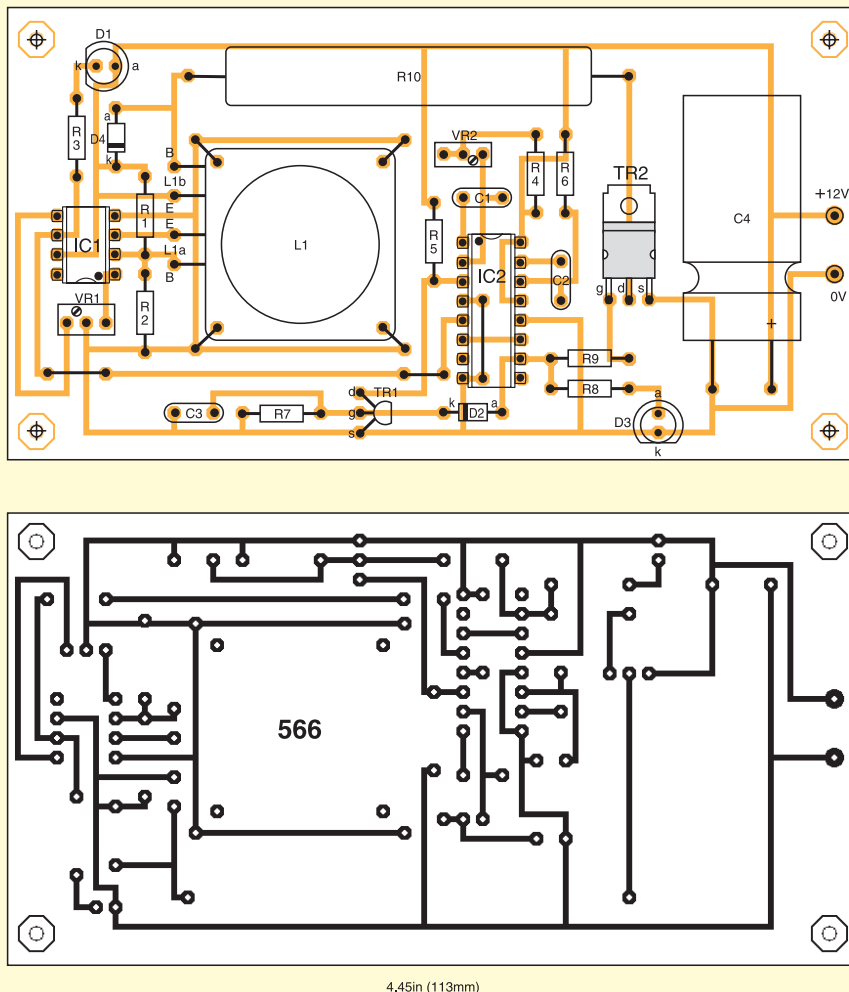 D1
k
a
R10
a
R
3
D4
k
VR2
R
4
R
6
TR2
B
L1b
E
R
1
E
L1a
B
L1
C1
R
5
IC1
IC2
C2
C4
+12V
0V
g
d
s
VR1
R
2
+
R9
R8
d
TR1
g
s
C3
R7
k
D2
a
a
D3
k
566
4.45in (113mm)